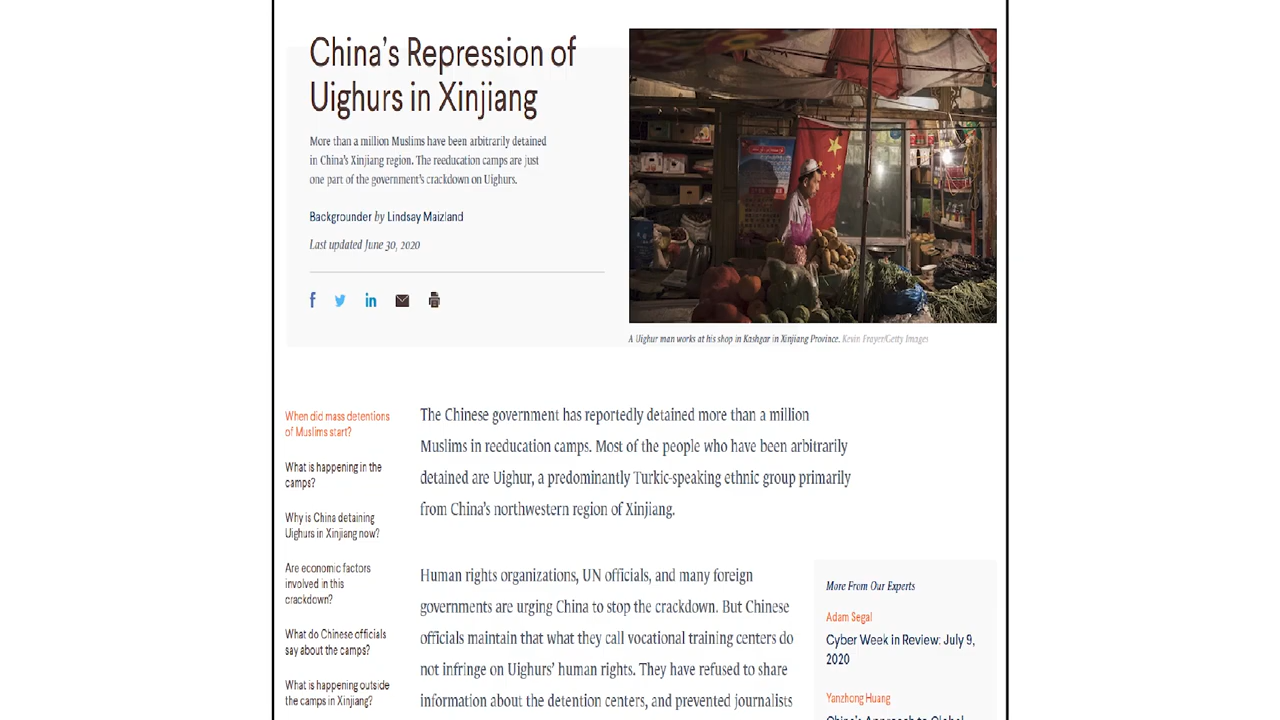 China's Repression of
Uighurs in Xinjiang
More than a million Muslims have been arbitrarily detained
in China's Xinjiang region. The reeducation camps are just
one part of the government's crackdown on Uighurs.
Backgrounder by Lindsay Maizland
Last updated June 30, 2020
A Uighur man works at his shop in Kashgar in Xinjiang Province. Kevin Frayer/Getty Images
When did mass detentions
of Muslims start?
What is happening in the
camps?
Why is China detaining
Uighurs in Xinjiang now?
Are economic factors
involved in this
crackdown?
What do Chinese officials
say about the camps?
What is happening outside
the camps in Xinjiang?
The Chinese government has reportedly detained more than a million
Muslims in reeducation camps. Most of the people who have been arbitrarily
detained are Uighur, a predominantly Turkic-speaking ethnic group primarily
from China's northwestern region of Xinjiang.
Human rights organizations, UN officials, and many foreign
governments are urging China to stop the crackdown. But Chinese
officials maintain that what they call vocational training centers do
not infringe on Uighurs' human rights. They have refused to share
information about the detention centers, and prevented journalists
More From Our Experts
Adam Segal
Cyber Week in Review: July 9,
2020
Yanzhong Huang
China's Approach to Global